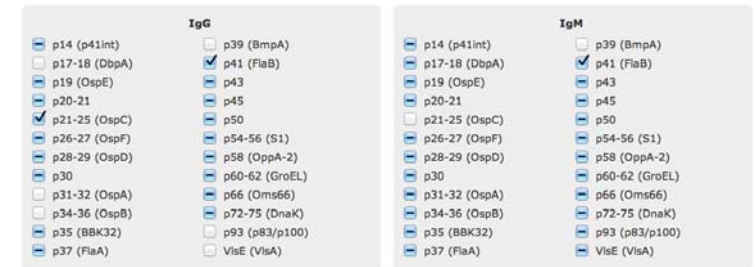 IgG
p14 (p41int)
p17-18 (DbpA)
p19 (OspE)
p20-21
p21-25 (OspC)
p26-27 (OspF)
p28-29 (OspD)
p30
p31-32 (OspA)
p34-36 (OspB)
p35 (BBK32)
p37 (FlaA)
p39 (BmpA)
p41 (FlaB)
p43
p45
p50
p54-56 (S1)
p58 (OppA-2)
p60-62 (GroEL)
p66 (Oms66)
p72-75 (DnaK)
p93 (p83/p100)
VlsE (VlsA)
IgM
p14 (p41int)
p17-18 (DbpA)
p19 (OspE)
p20-21
p21-25 (OspC)
p26-27 (OspF)
p28-29 (OspD)
p30
p31-32 (OspA)
p34-36 (OspB)
p35 (BBK32)
p37 (FlaA)
p39 (BmpA)
p41 (FlaB)
p43
p45
p50
p54-56 (S1)
p58 (OppA-2)
p60-62 (GroEL)
p66 (Oms66)
p72-75 (DnaK)
p93 (p83/p100)
VlsE (VlsA)